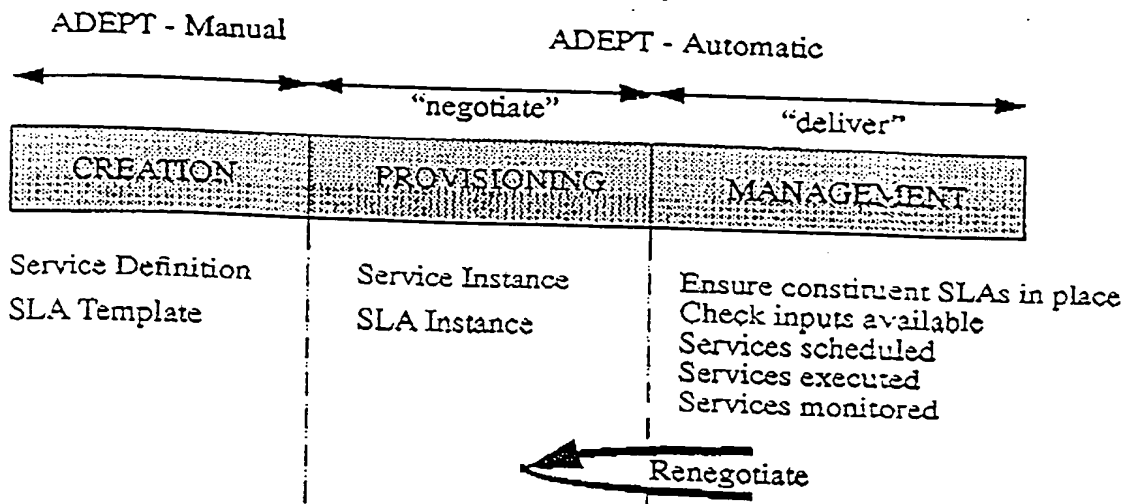 ADEPT - Manual
ADEPT - Automatic
"negotiate"
"deliver"
CREATION
PROVISIONING
MANAGEMENT
Service Definition
SLA Template
Service Instance
SLA Instance
Ensure constituent SLAs in place
Check inputs available
Services scheduled
Services executed
Services monitored
Renegotiate